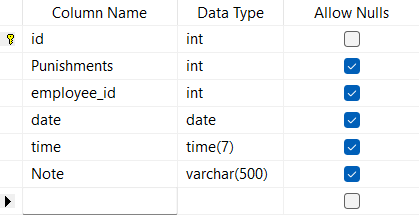 Column Name Data Type Allow Nulls
id int
Punishments int
employee_id int
date date
time time(7)
Note varchar(500)